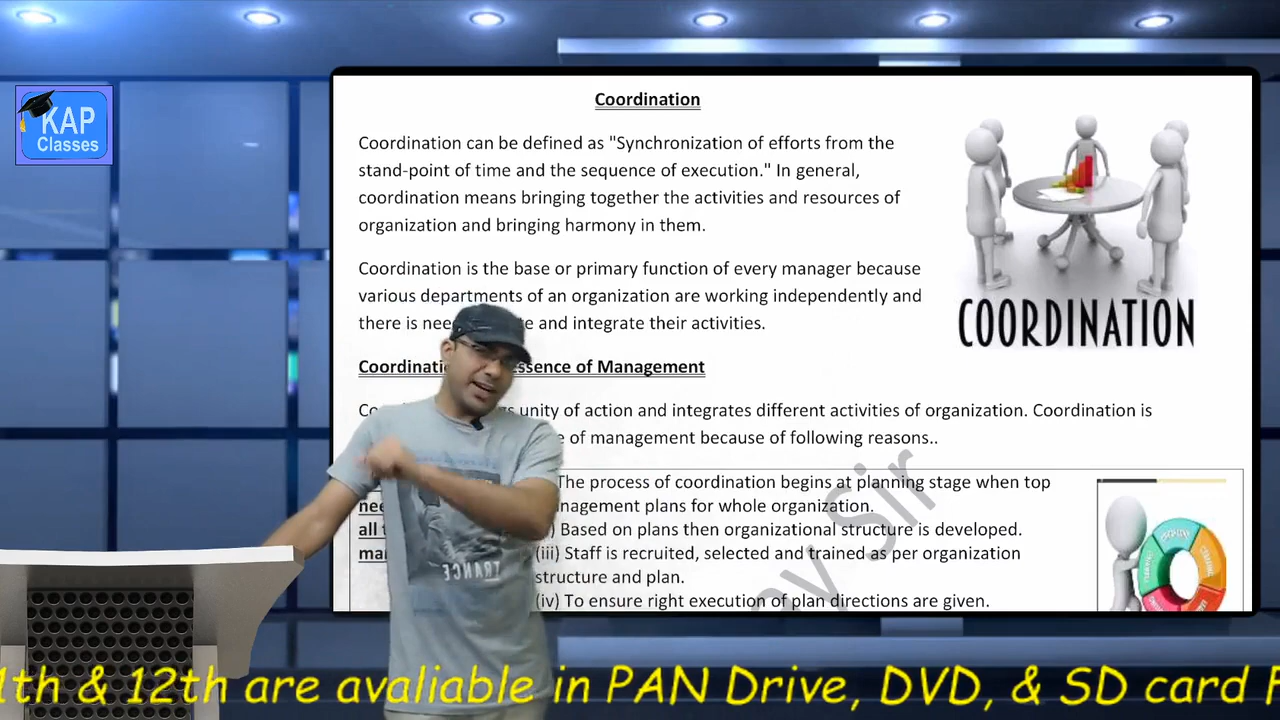 KAP
Classes
Coordination
Coordination can be defined as "Synchronization of efforts from the
stand-point of time and the sequence of execution." In general,
coordination means bringing together the activities and resources of
organization and bringing harmony in them.
Coordination is the base or primary function of every manager because
various departments of an organization are working independently and
there is and integrate their activities.
COORDINATION
ssence of Management
unity of action and integrates different activities of organization. Coordination is
of management because of following reasons..
The process of coordination begins at planning stage when top
plans for whole organization.
Based on plans then organizational structure is developed.
(iii) Staff is recruited, selected and trained as per organization
structure and plan.
(iv) To ensure right execution of plan directions are given.
Sir
TRANCE
1th & 12th are avaliable in PAN Drive, DVD, & SD card F